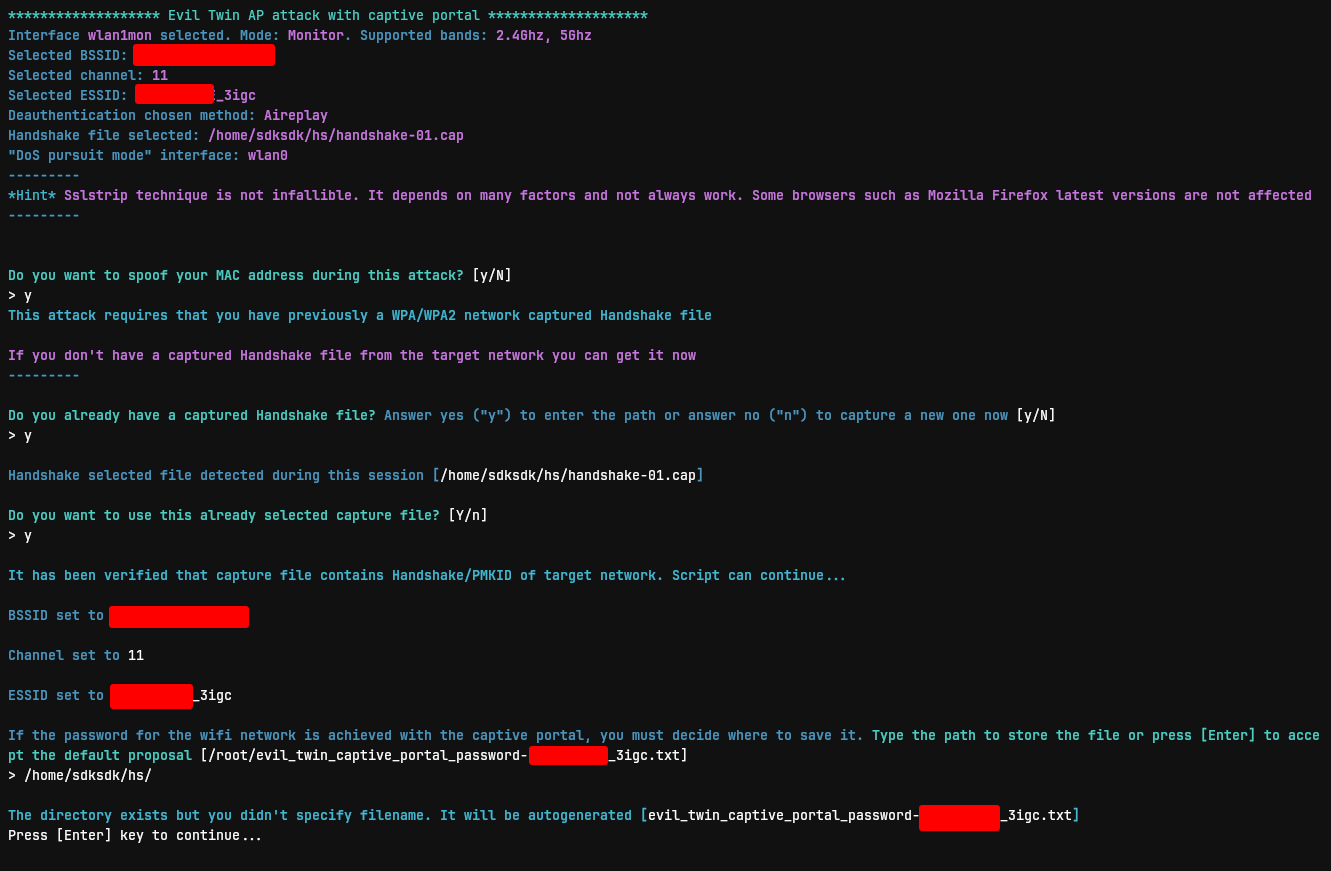 ******************* Evil Twin AP attack with captive portal ********************
Interface wlan1mon selected. Mode: Monitor. Supported bands: 2.4Ghz, 5Ghz
Selected BSSID:
Selected channel: 11
Selected ESSID: _3igc
Deauthentication chosen method: Aireplay
Handshake file selected: /home/sdksdk/hs/handshake-01.cap
"DoS pursuit mode" interface: wlan0
---------
*Hint* Sslstrip technique is not infallible. It depends on many factors and not always work. Some browsers such as Mozilla Firefox latest versions are not affected
---------
Do you want to spoof your MAC address during this attack? [y/N]
> y
This attack requires that you have previously a WPA/WPA2 network captured Handshake file
If you don't have a captured Handshake file from the target network you can get it now
---------
Do you already have a captured Handshake file? Answer yes ("y") to enter the path or answer no ("n") to capture a new one now [y/N]
> y
Handshake selected file detected during this session [/home/sdksdk/hs/handshake-01.cap]
Do you want to use this already selected capture file? [Y/n]
> y
It has been verified that capture file contains Handshake/PMKID of target network. Script can continue...
BSSID set to
Channel set to 11
ESSID set to _3igc
If the password for the wifi network is achieved with the captive portal, you must decide where to save it. Type the path to store the file or press [Enter] to acce
pt the default proposal [/root/evil_twin_captive_portal_password-_3igc.txt]
> /home/sdksdk/hs/
The directory exists but you didn't specify filename. It will be autogenerated [evil_twin_captive_portal_password-_3igc.txt]
Press [Enter] key to continue...